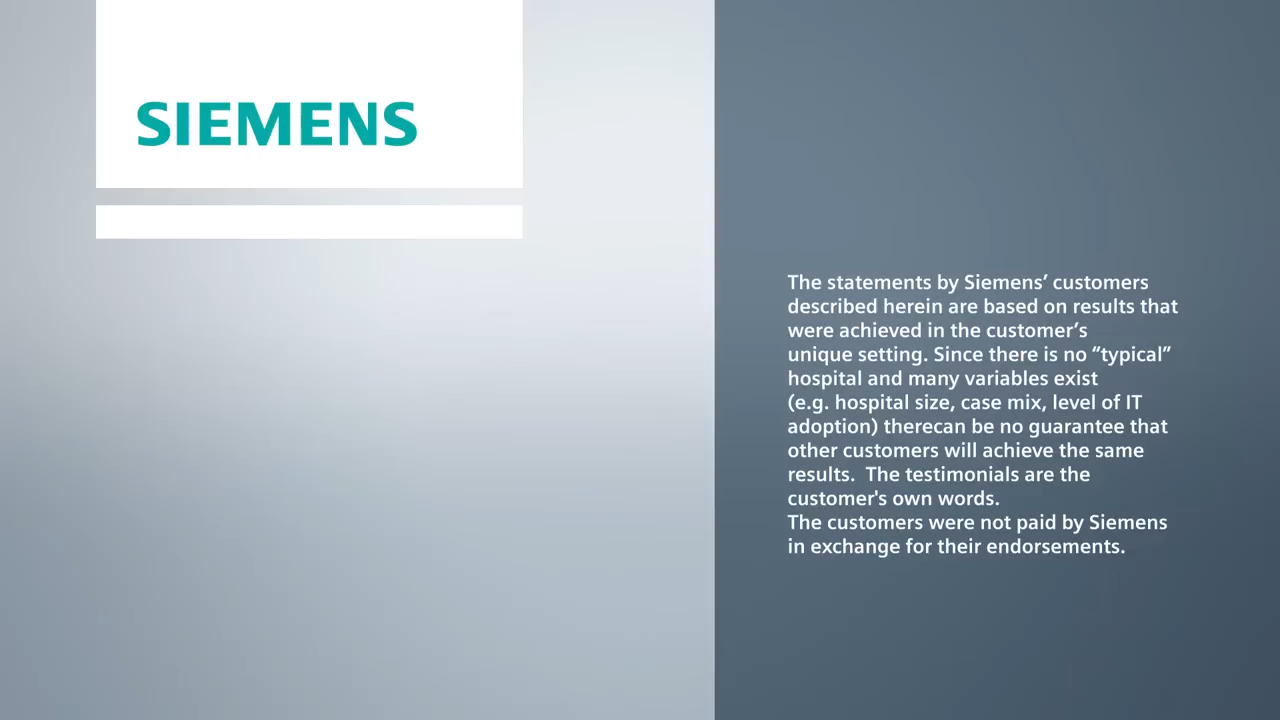 SIEMENS
The statements by Siemens’ customers
described herein are based on results that
were achieved in the customer’s
unique setting. Since there is no “typical”
hospital and many variables exist
(e.g. hospital size, case mix, level of IT
adoption) therecan be no guarantee that
other customers will achieve the same
results.  The testimonials are the
customer's own words.
The customers were not paid by Siemens
in exchange for their endorsements.